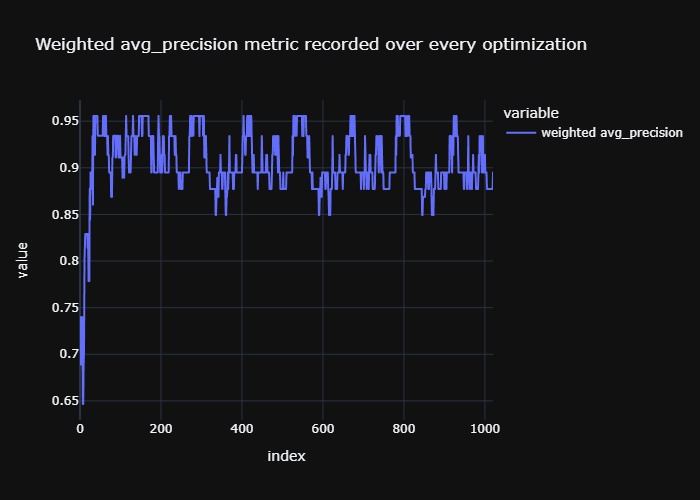 Weighted avg_precision metric recorded over every optimization
variable
weighted avg_precision
value
0.95
0.9
0.85
0.8
0.75
0.7
0.65
0 200 400 600 800 1000
index